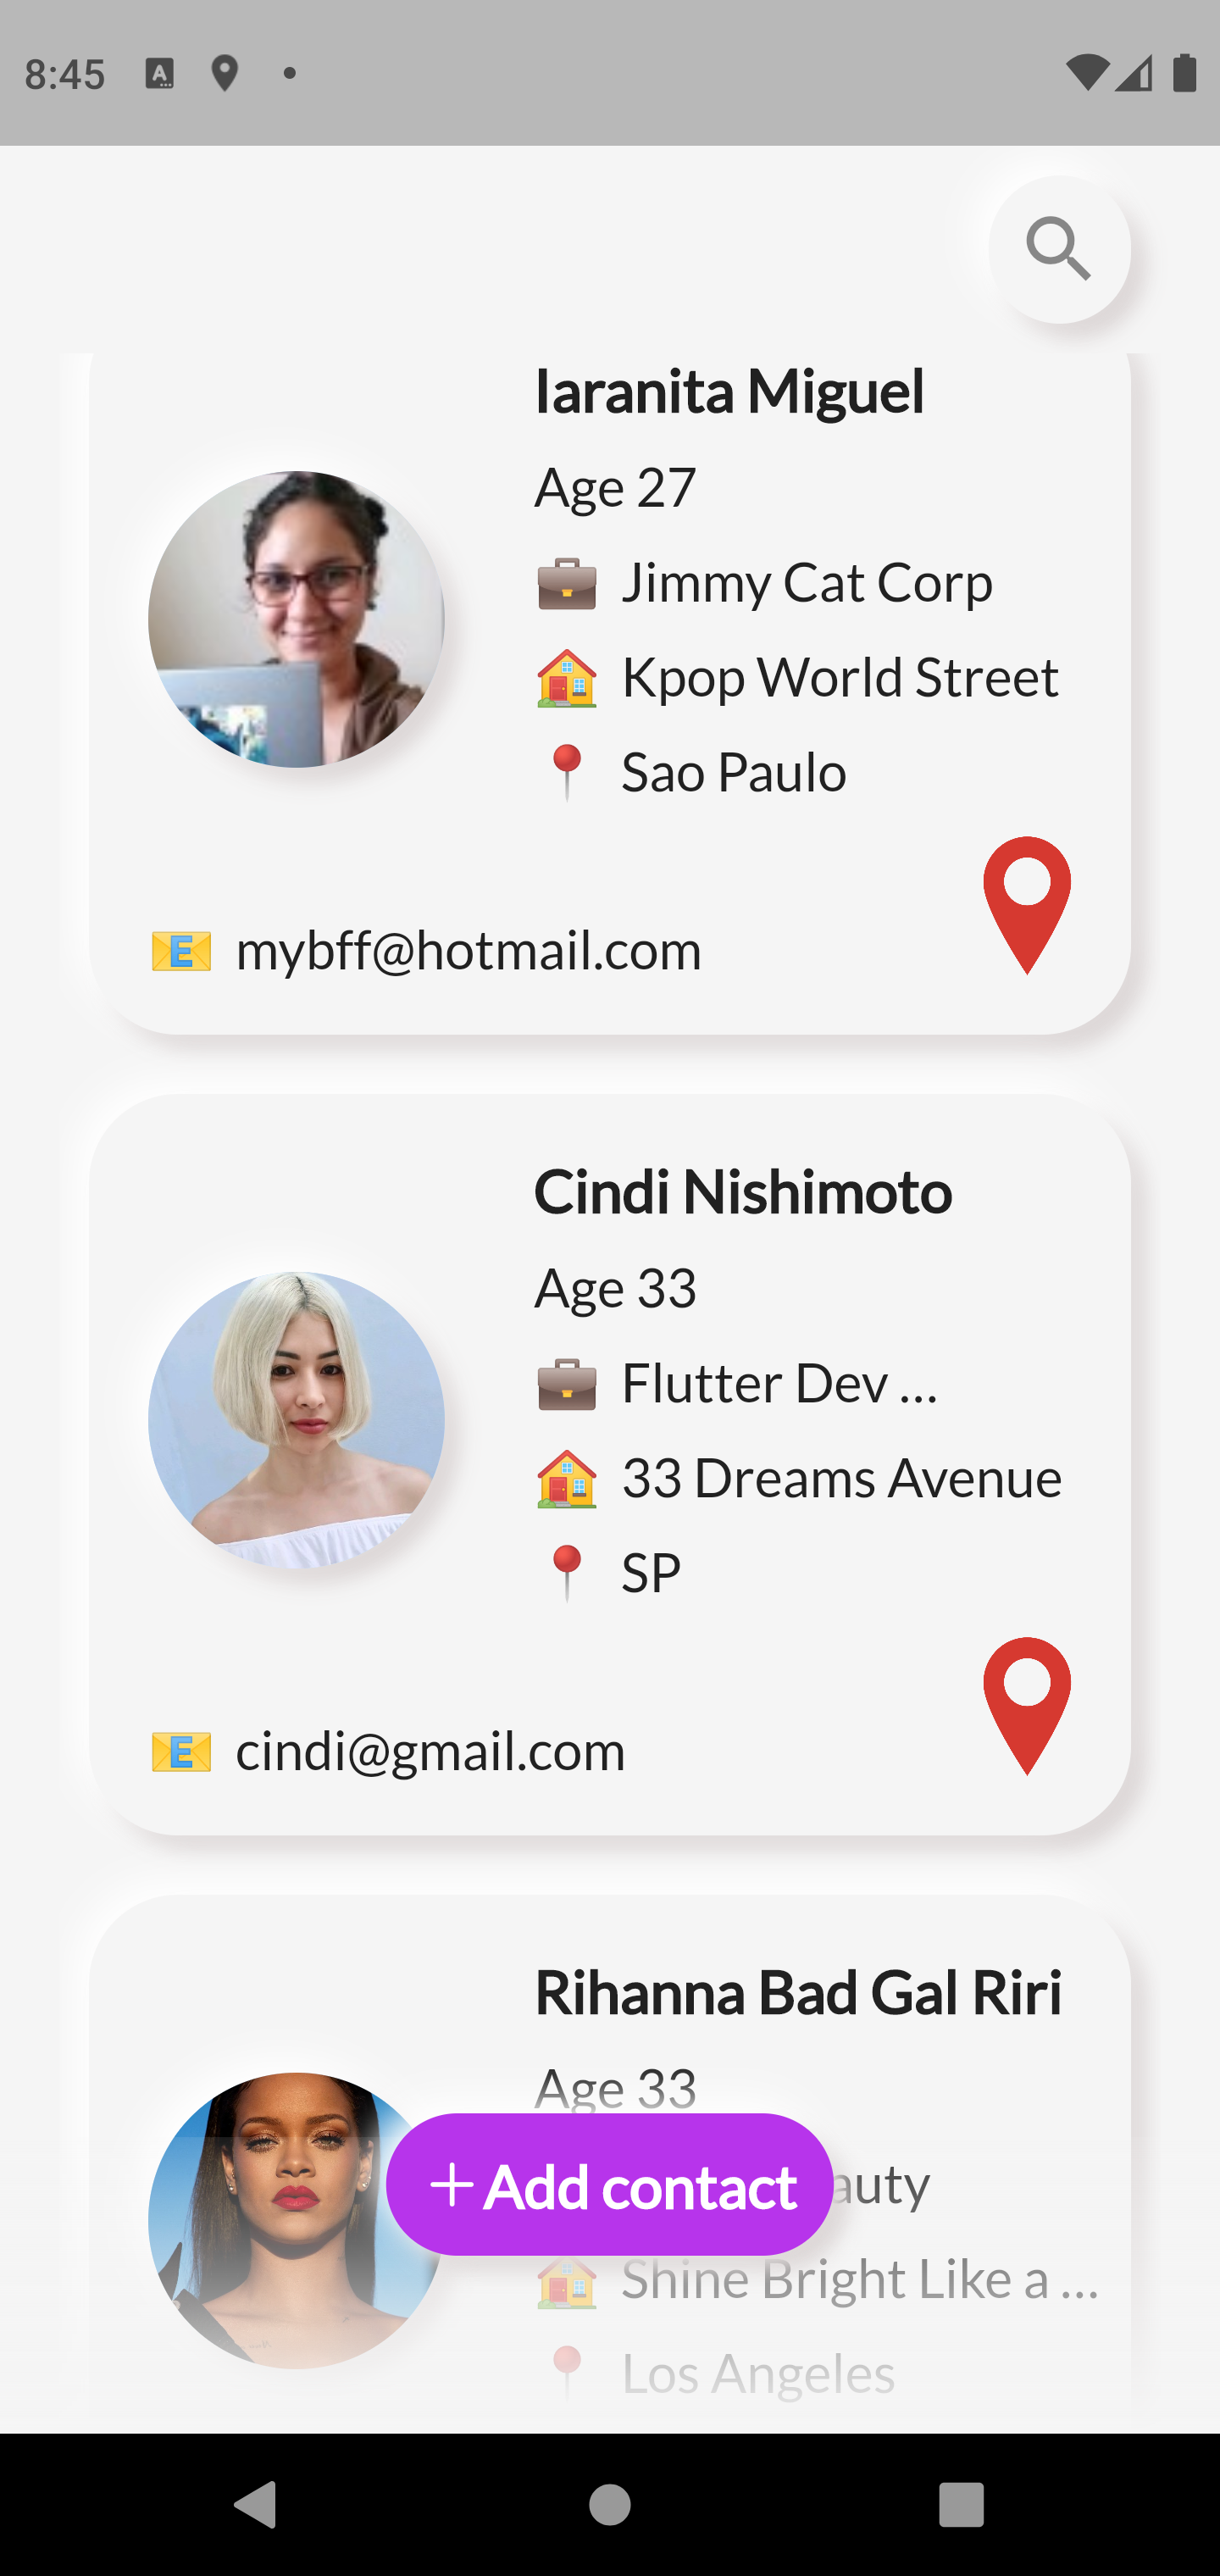 8:45
Iaranita Miguel
Age 27
Jimmy Cat Corp
Kpop World Street
Sao Paulo
mybff@hotmail.com
Cindi Nishimoto
Age 33
Flutter Dev ...
33 Dreams Avenue
SP
cindi@gmail.com
Rihanna Bad Gal Riri
Age 33
+ Add contact
Shine Bright Like a ...
Los Angeles